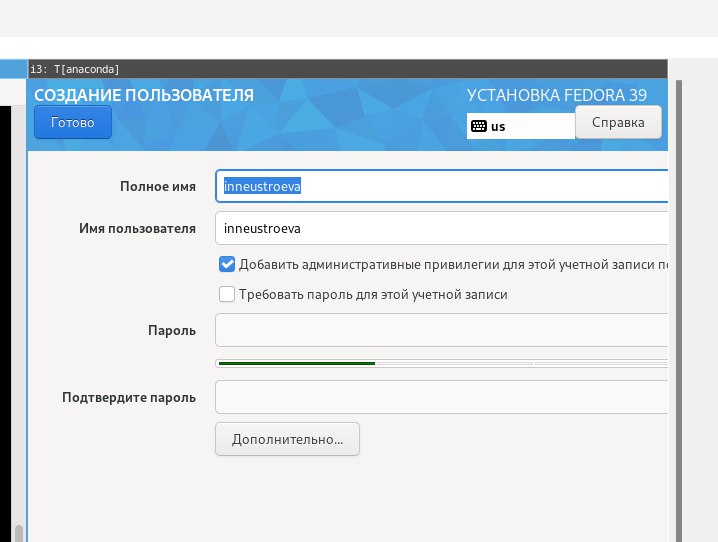 i3: T[anaconda]
СОЗДАНИЕ ПОЛЬЗОВАТЕЛЯ
УСТАНОВКА FEDORA 39
Готово
us
Справка
Полное имя
inneustroeva
Имя пользователя
inneustroeva
Добавить административные привилегии для этой учетной записи
Требовать пароль для этой учетной записи
Пароль
Подтвердите пароль
Дополнительно...